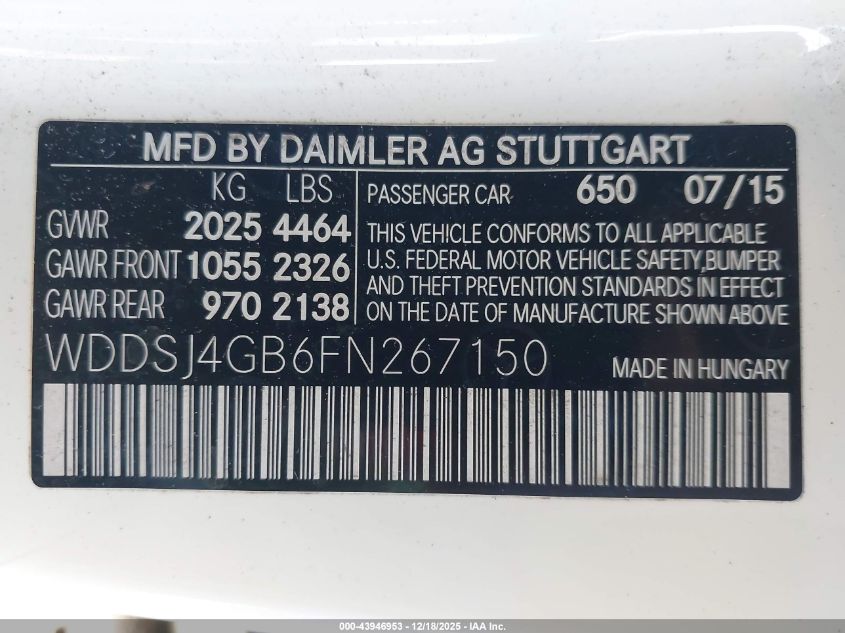 MFD BY DAIMLER AG STUTTGART
KG LBS
GVWR 2025 4464
GAWR FRONT 1055 2326
GAWR REAR 970 2138
PASSENGER CAR 650 07/15
THIS VEHICLE CONFORMS TO ALL APPLICABLE
U.S. FEDERAL MOTOR VEHICLE SAFETY,BUMPER
AND THEFT PREVENTION STANDARDS IN EFFECT
ON THE DATE OF MANUFACTURE SHOWN ABOVE
WDDSJ4GB6FN267150
MADE IN HUNGARY
000-43946953 - 12/18/2025 - IAA Inc.